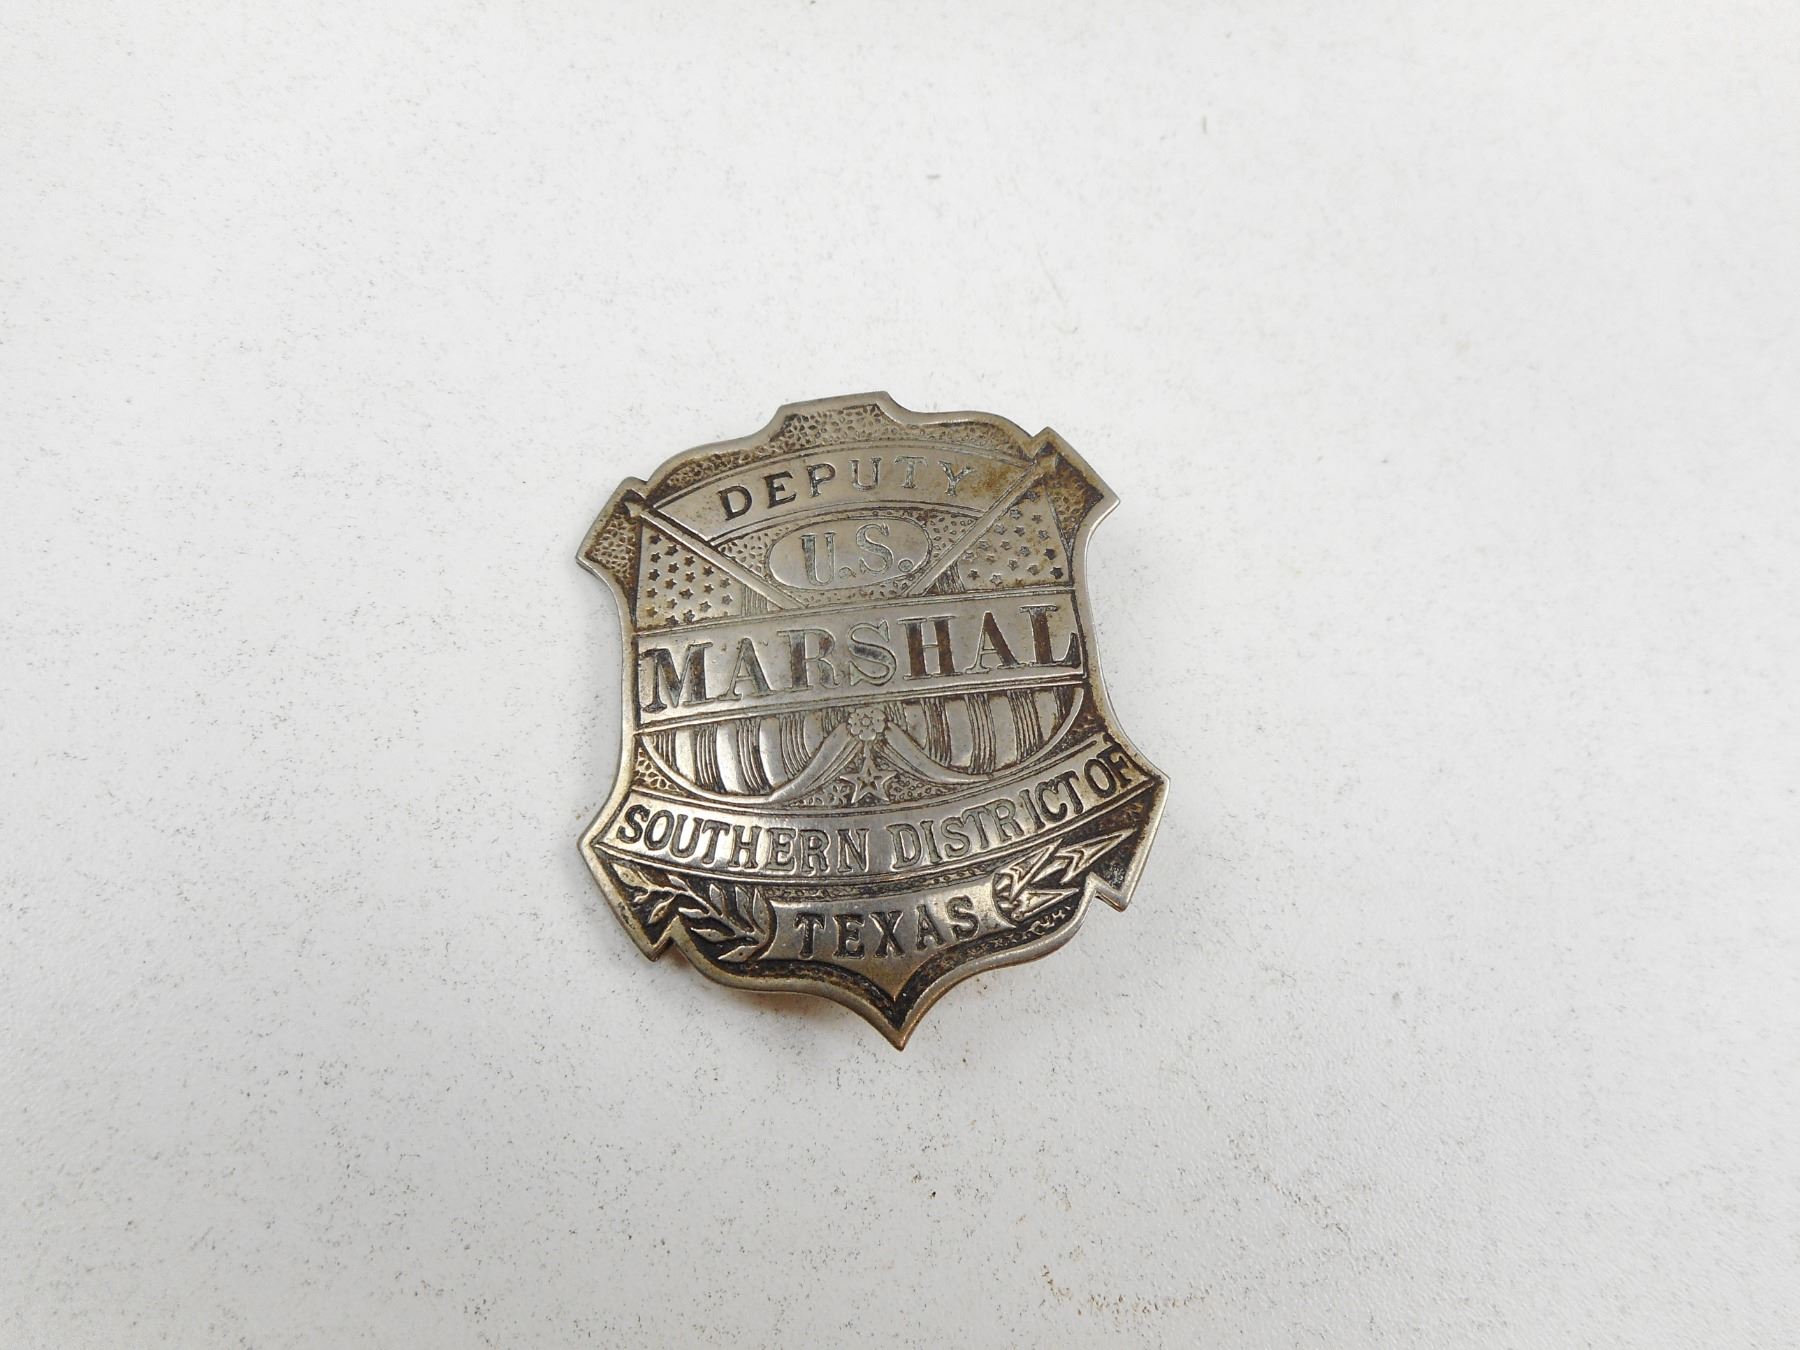 DEPUTY
U.S.
MARSHAL
SOUTHERN DISTRICT OF
TEXAS